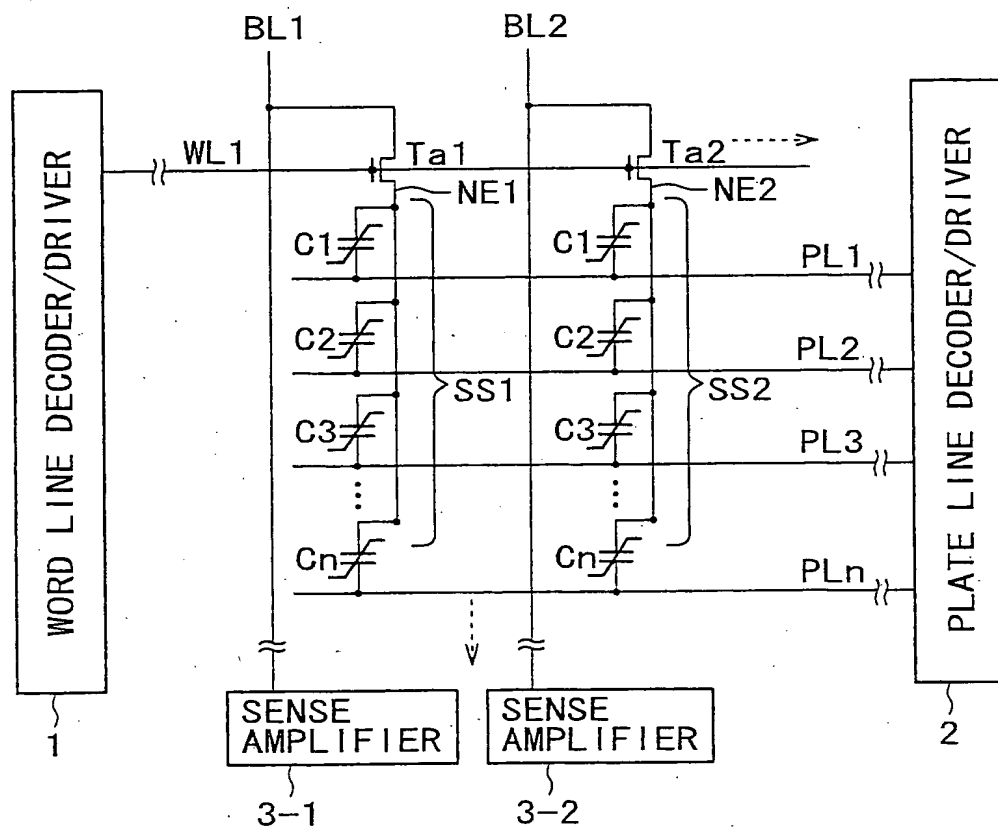 BL1
BL2
WORD LINE DECODER/DRIVER
WL1
Ta1
Ta2
NE1
NE2
C1
C1
PL1
C2
C2
PL2
SS1
SS2
C3
C3
PL3
Cn
Cn
PLn
PLATE LINE DECODER/DRIVER
SENSE
AMPLIFIER
SENSE
AMPLIFIER
1
2
3-1
3-2